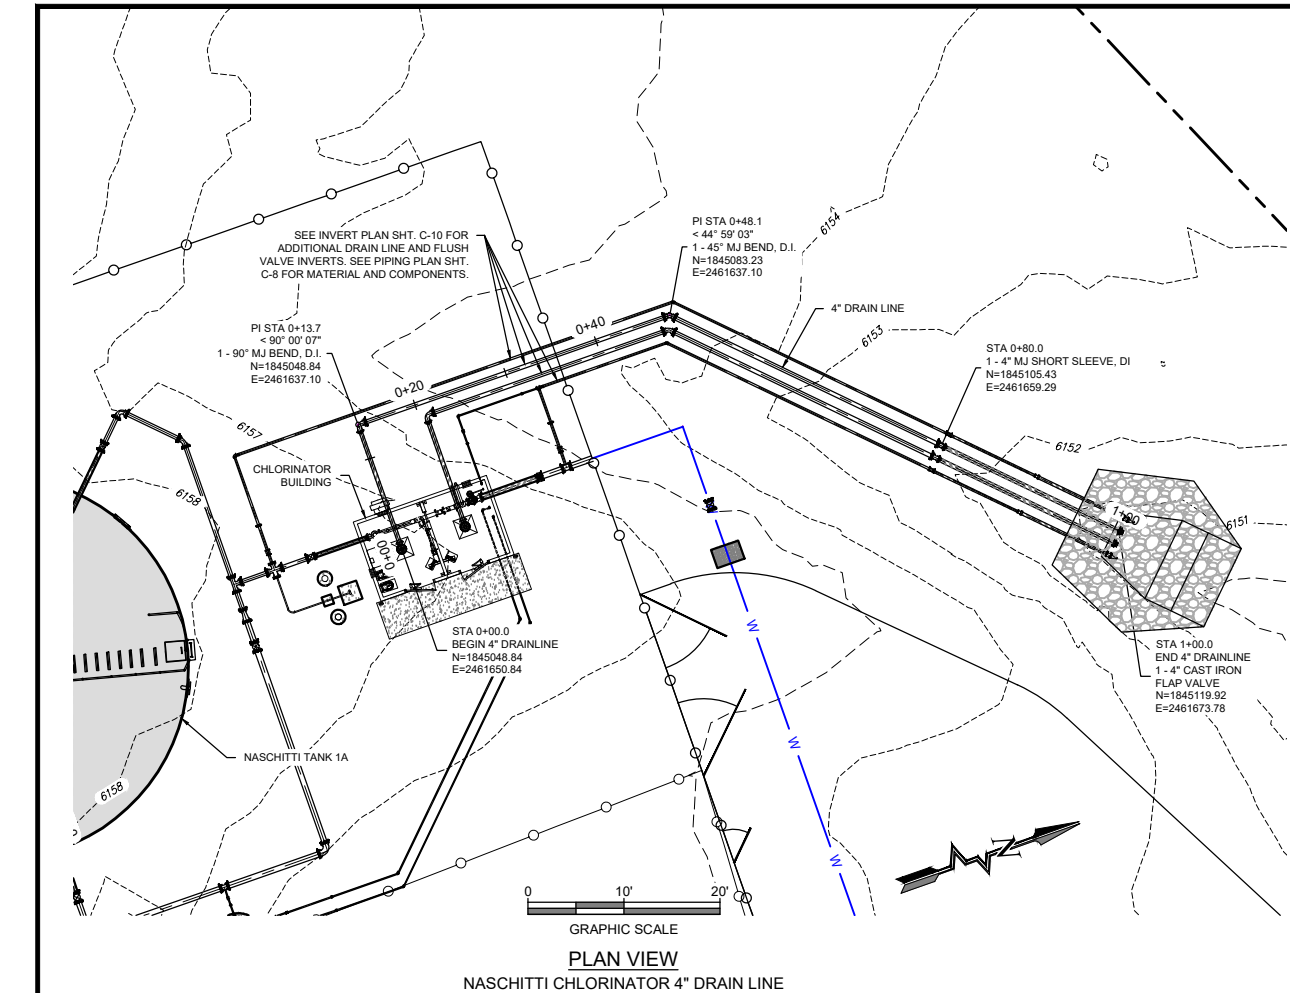 SEE INVERT PLAN SHT. C-10 FOR
ADDITIONAL DRAIN LINE AND FLUSH
VALVE INVERTS. SEE PIPING PLAN SHT.
C-8 FOR MATERIAL AND COMPONENTS.
PI STA 0+48.1
< 44° 59' 03"
1 - 45° MJ BEND, D.I.
N=1845083.23
E=2461637.10
6154
4" DRAIN LINE
6153
PI STA 0+13.7
< 90° 00' 07"
1 - 90° MJ BEND, D.I.
N=1845048.84
E=2461637.10
0+40
0+20
STA 0+80.0
1 - 4" MJ SHORT SLEEVE, DI
N=1845105.43
E=2461659.29
6157
6158
6152
CHLORINATOR
BUILDING
0+00
1+00
6151
STA 0+00.0
BEGIN 4" DRAINLINE
N=1845048.84
E=2461650.84
W
STA 1+00.0
END 4" DRAINLINE
1 - 4" CAST IRON
FLAP VALVE
N=1845119.92
E=2461673.78
W
NASCHITTI TANK 1A
6158
W
N
0
10'
20'
GRAPHIC SCALE
PLAN VIEW
NASCHITTI CHLORINATOR 4" DRAIN LINE